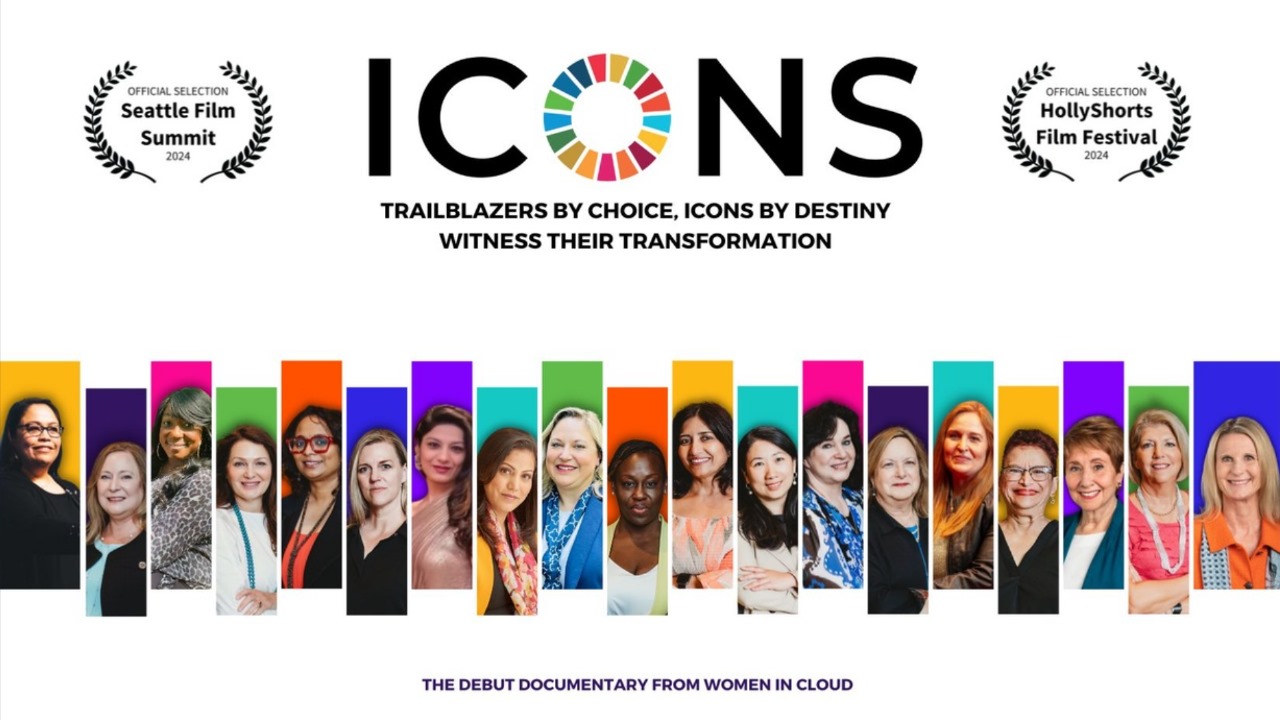 OFFICIAL SELECTION
Seattle Film
Summit
2024
ICONS
OFFICIAL SELECTION
HollyShorts
Film Festival
2024
TRAILBLAZERS BY CHOICE, ICONS BY DESTINY
WITNESS THEIR TRANSFORMATION
THE DEBUT DOCUMENTARY FROM WOMEN IN CLOUD